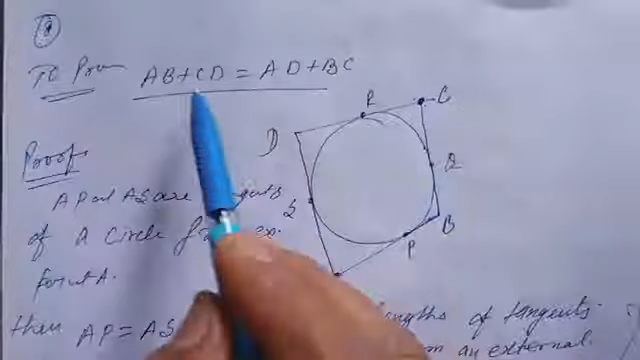 To Prove AB+CD = AD+BC
R
C
D
Proof
Q
AP and AS are
S
of a circle
B
P
point A.
then AP = AS
lengths of tangents
an external